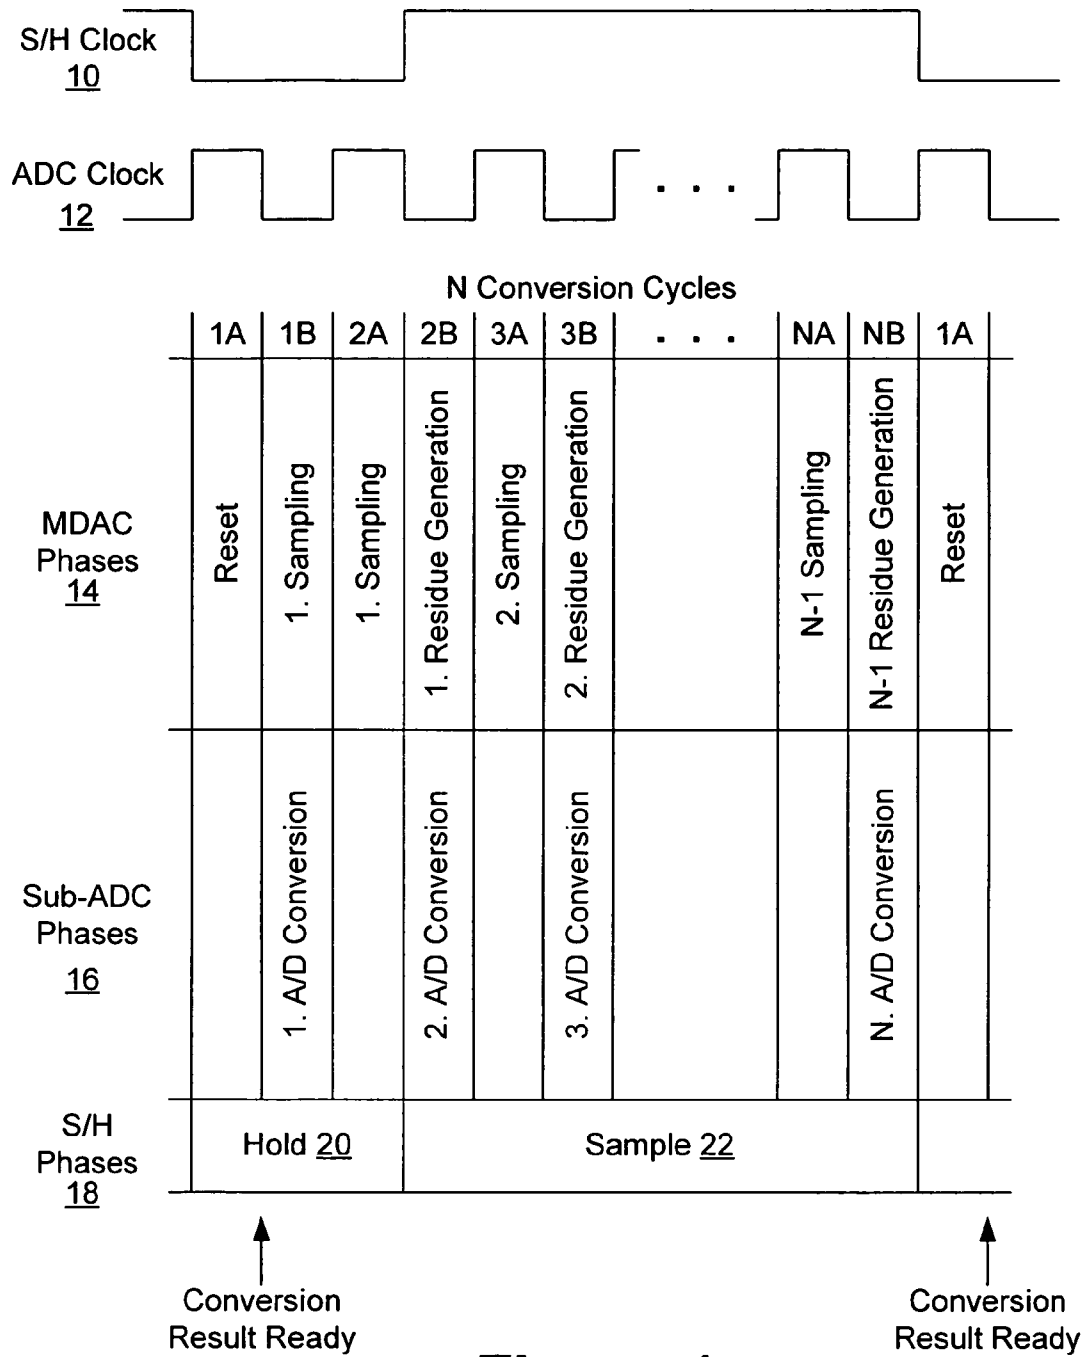 S/H Clock
10
ADC Clock
12
N Conversion Cycles
1A 1B 2A 2B 3A 3B . . . NA NB 1A
MDAC
Phases
14
Reset
1. Sampling
1. Sampling
1. Residue Generation
2. Sampling
2. Residue Generation
N-1 Sampling
N-1 Residue Generation
Reset
Sub-ADC
Phases
16
1. A/D Conversion
2. A/D Conversion
3. A/D Conversion
N. A/D Conversion
S/H
Phases
18
Hold 20
Sample 22
Conversion
Result Ready
Conversion
Result Ready